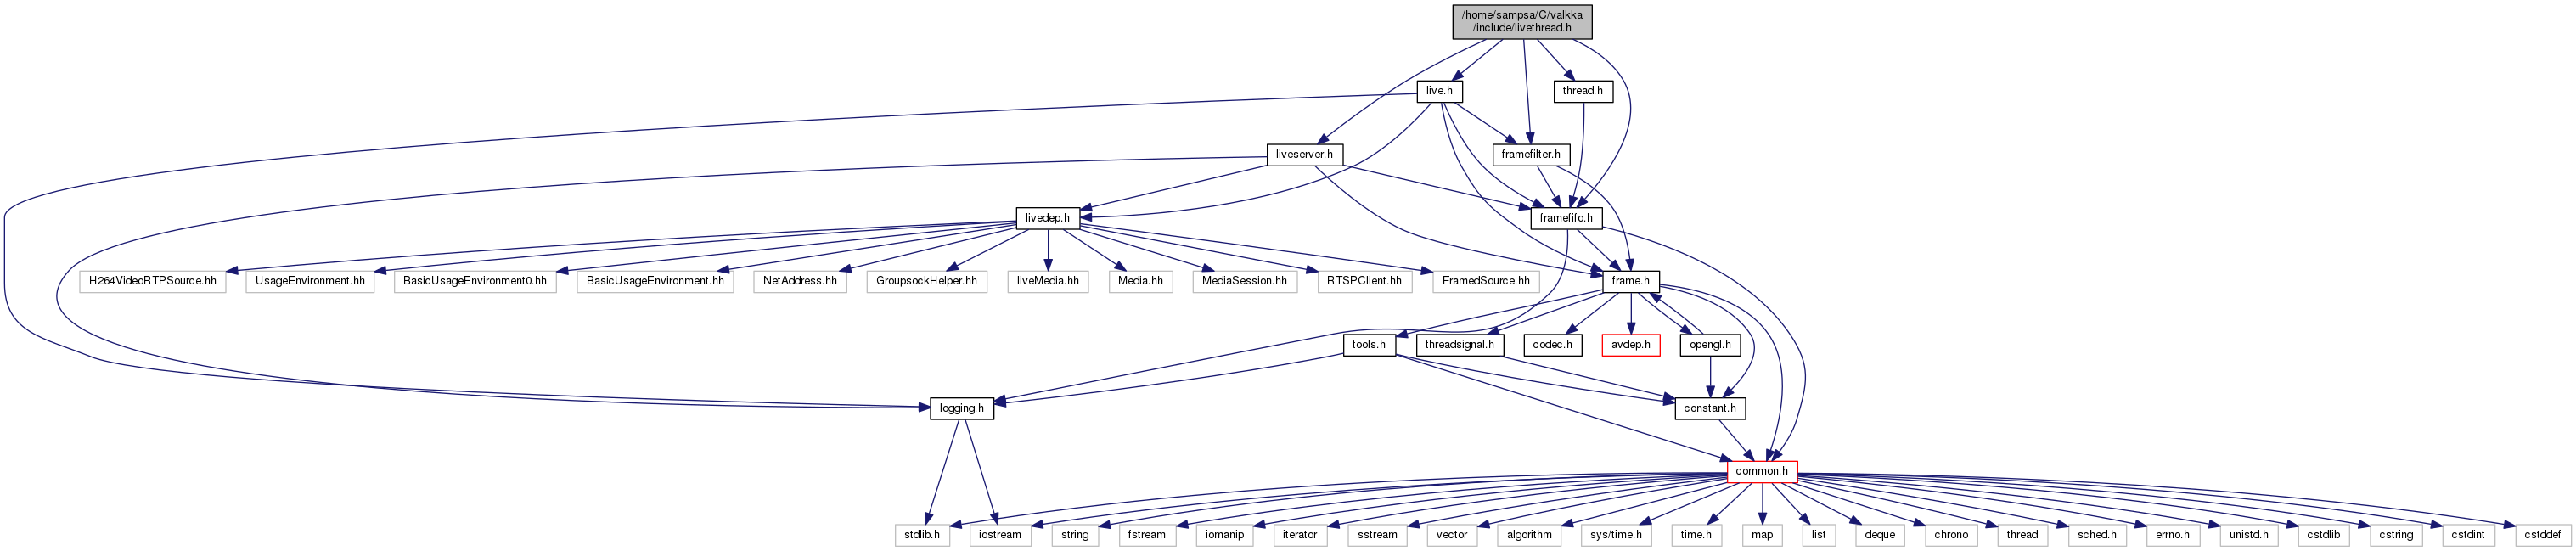 /home/sampsa/C/valkka
/include/livethread.h
live.h
thread.h
liveserver.h
framefilter.h
livedep.h
framefifo.h
H264VideoRTPSource.hh
UsageEnvironment.hh
BasicUsageEnvironment0.hh
BasicUsageEnvironment.hh
NetAddress.hh
GroupsockHelper.hh
liveMedia.hh
Media.hh
MediaSession.hh
RTSPClient.hh
FramedSource.hh
frame.h
tools.h
threadsignal.h
codec.h
avdep.h
opengl.h
logging.h
constant.h
common.h
stdlib.h
iostream
string
fstream
iomanip
iterator
sstream
vector
algorithm
sys/time.h
time.h
map
list
deque
chrono
thread
sched.h
errno.h
unistd.h
cstdlib
cstring
cstdint
cstddef